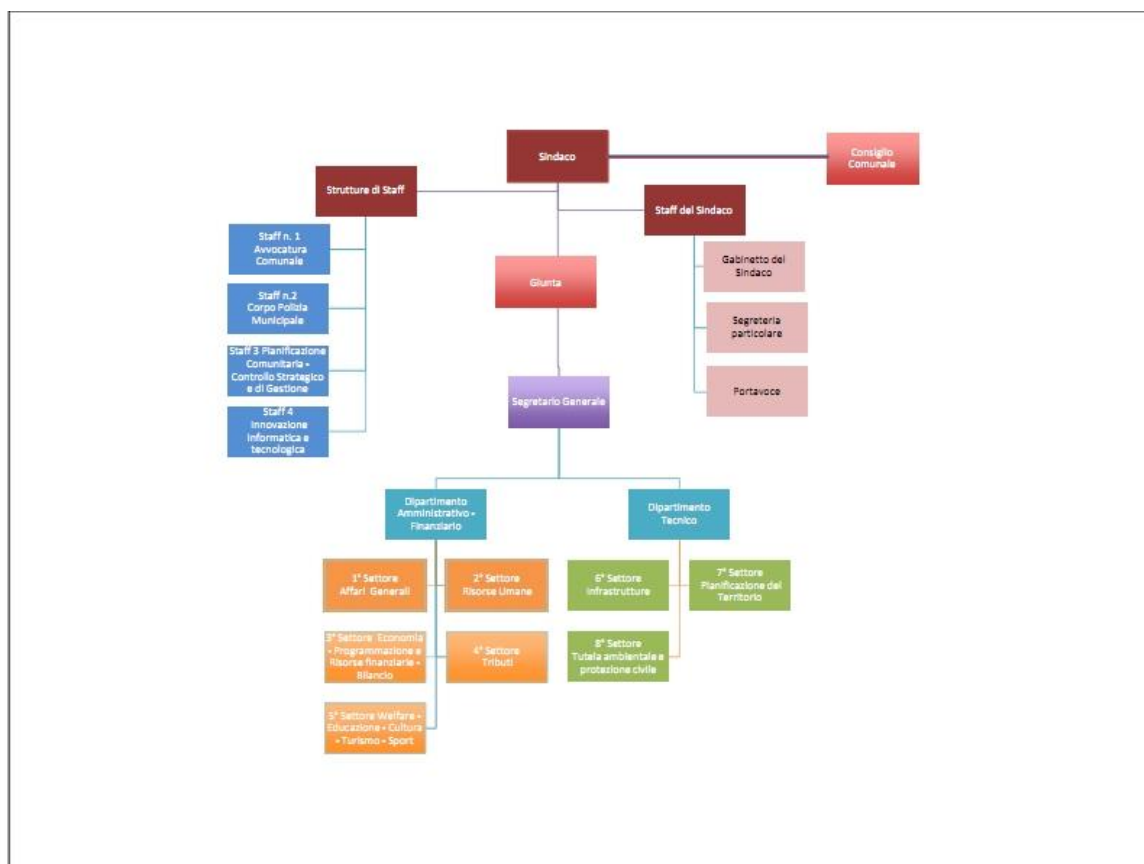 Sindaco
Consiglio
Comunale
Strutture di Staff
Staff del Sindaco
Staff n. 1
Avvocatura
Comunale
Staff n.2
Corpo Polizia
Municipale
Staff 3 Pianificazione
Comunitaria -
Controllo Strategico
e di Gestione
Staff 4
Innovazione
Informatica e
tecnologica
Giunta
Gabinetto del
Sindaco
Segreteria
particolare
Portavoce
Segretario Generale
Dipartimento
Amministrativo -
Finanziario
Dipartimento
Tecnico
1° Settore
Affari Generali
2° Settore
Risorse Umane
3° Settore Economia
- Programmazione e
Risorse finanziarie -
Bilancio
4° Settore
Tributi
5° Settore Welfare -
Educazione - Cultura
- Turismo - Sport
6° Settore
Infrastrutture
7° Settore
Pianificazione del
Territorio
8° Settore
Tutela ambientale e
protezione civile